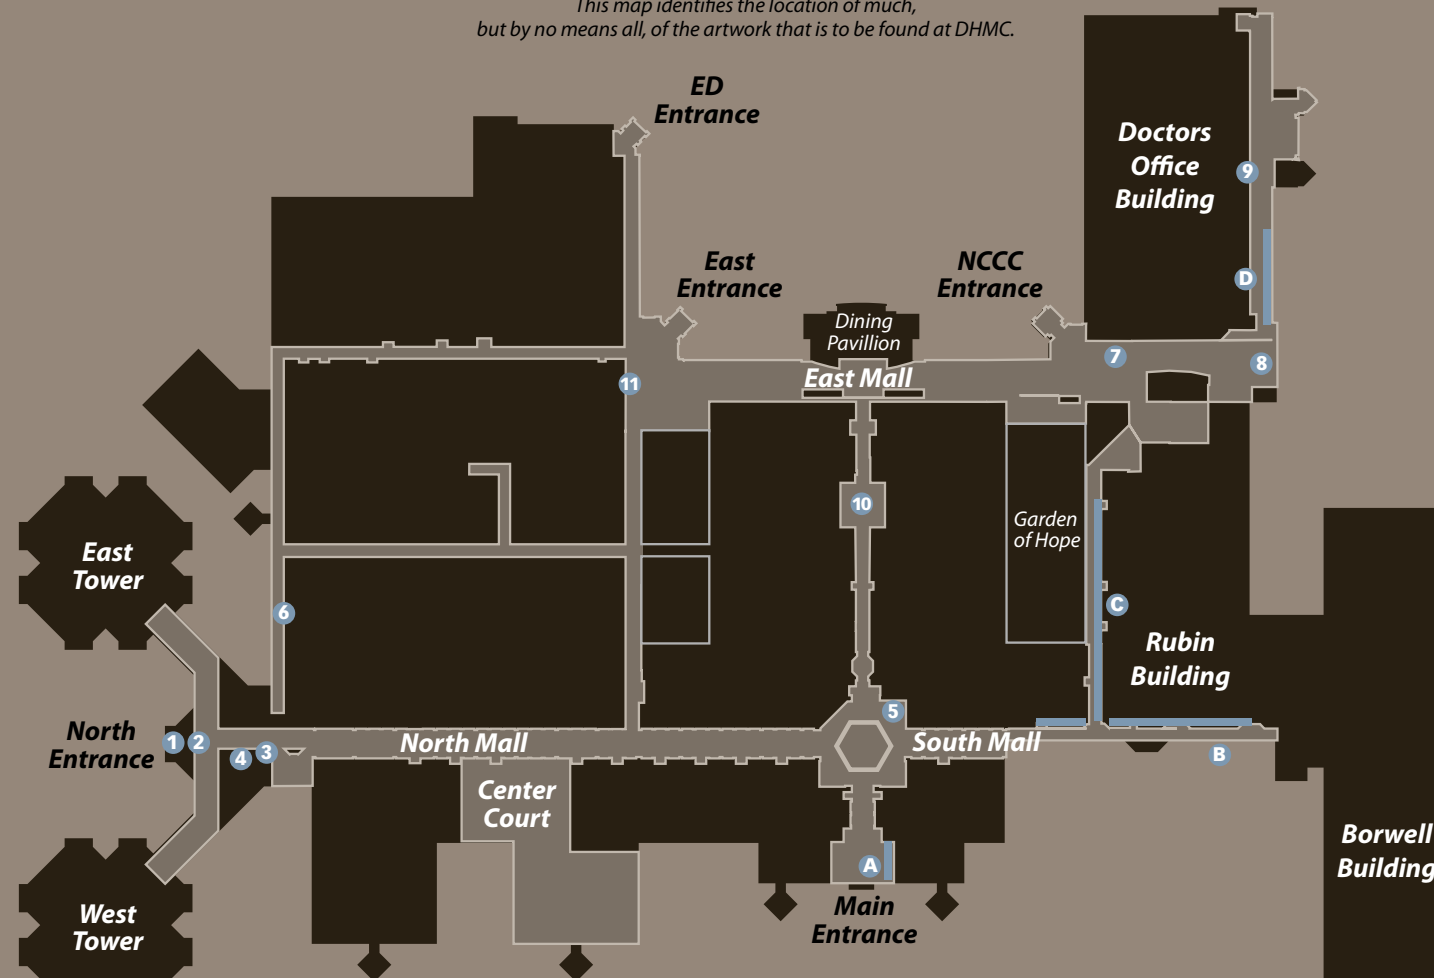 This map identifies the location of much,
but by no means all, of the artwork that is to be found at DHMC.
ED
Entrance
Doctors
Office
Building
9
East
Entrance
NCCC
Entrance
D
Dining
Pavillion
7
8
East Mall
11
10
Garden
of Hope
East
Tower
6
C
Rubin
Building
5
North
Entrance
1
2
3
4
North Mall
South Mall
B
Center
Court
Borwell
Building
A
Main
Entrance
West
Tower